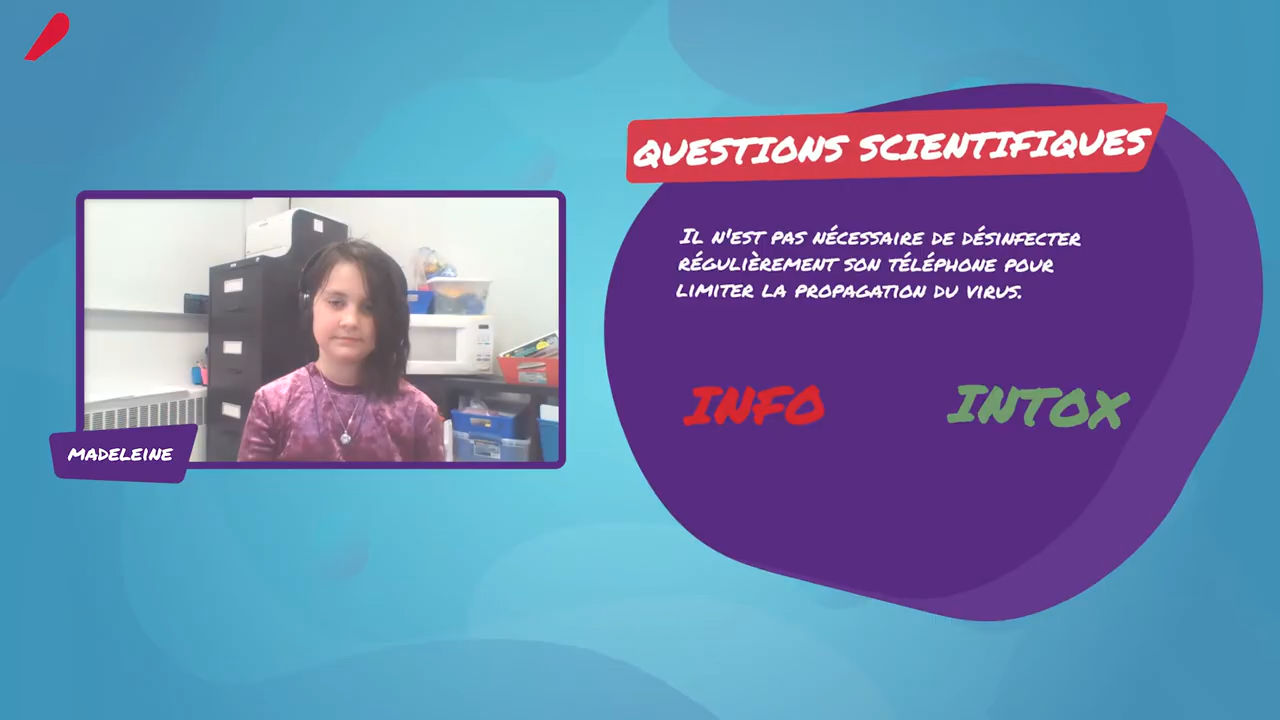 QUESTIONS SCIENTIFIQUES
IL N'EST PAS NÉCESSAIRE DE DÉSINFECTER
RÉGULIÈREMENT SON TÉLÉPHONE POUR
LIMITER LA PROPAGATION DU VIRUS.
INFO INTOX
MADELEINE